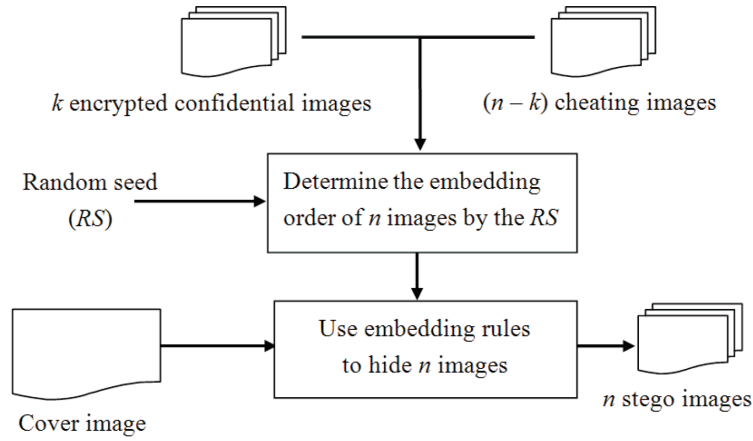 k encrypted confidential images
(n – k) cheating images
Random seed
(RS)
Determine the embedding
order of n images by the RS
Use embedding rules
to hide n images
Cover image
n stego images